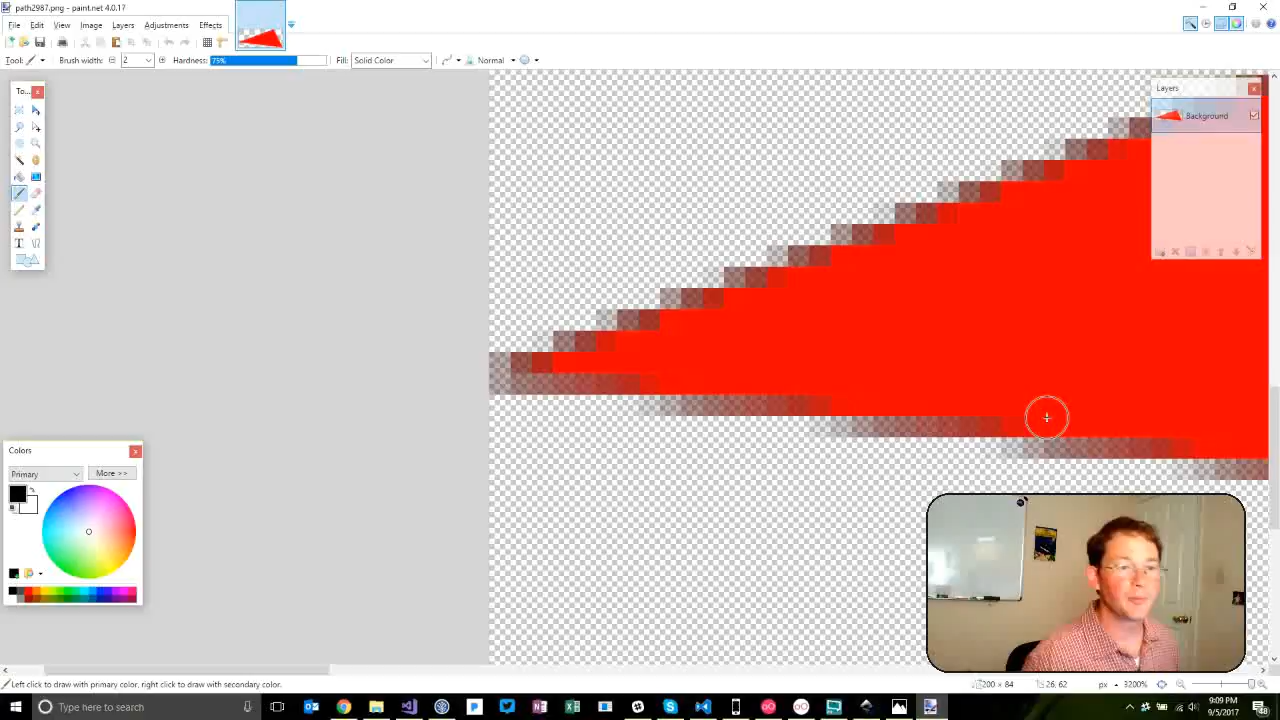 path2987.png - paint.net 4.0.17
File Edit View Image Layers Adjustments Effects
Tool: Brush width: 2 Hardness: 75% Fill: Solid Color Normal
To...
Layers
Background
Colors
Primary More >>
Left click to draw with primary color, right click to draw with secondary color.
200 × 84 26, 62 px 3200%
Type here to search
9:09 PM
9/5/2017